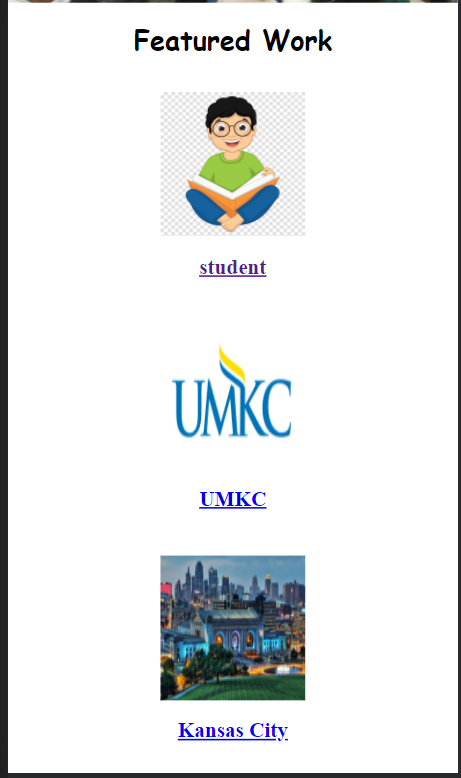 Featured Work
student
UMKC
UMKC
Kansas City